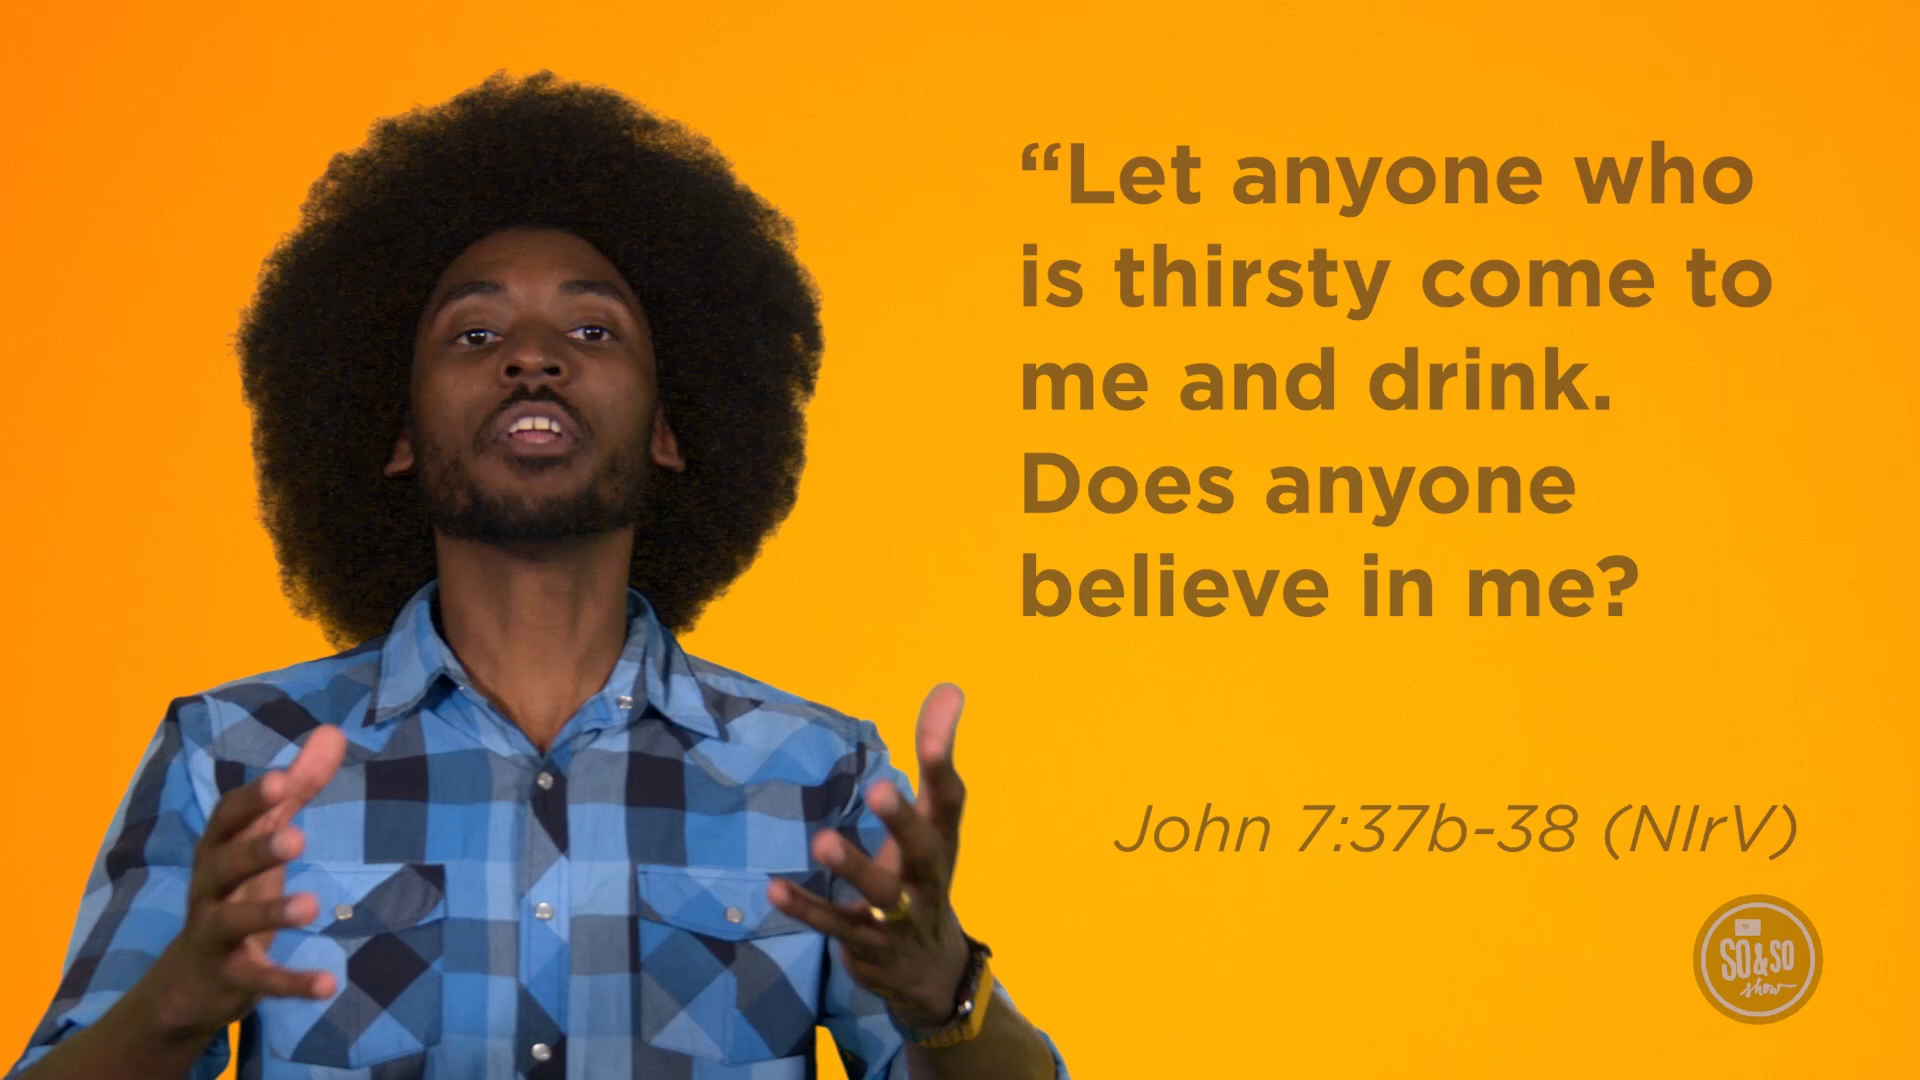 “Let anyone who
is thirsty come to
me and drink.
Does anyone
believe in me?
John 7:37b-38 (NIrV)
SO & SO
show